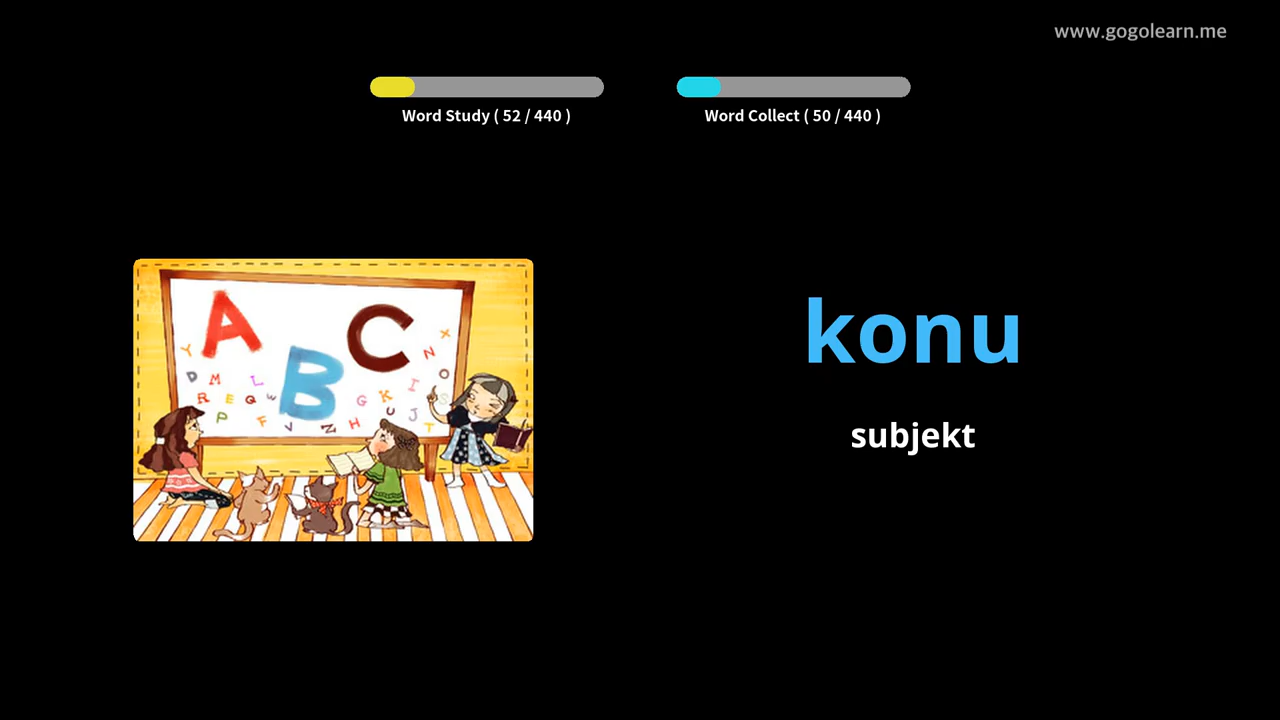 www.gogolearn.me
Word Study ( 52 / 440 )
Word Collect ( 50 / 440 )
konu
subjekt
A
C
B
X
Y
N
D M L O
R E Q W G K I S
P F V Z H U J T